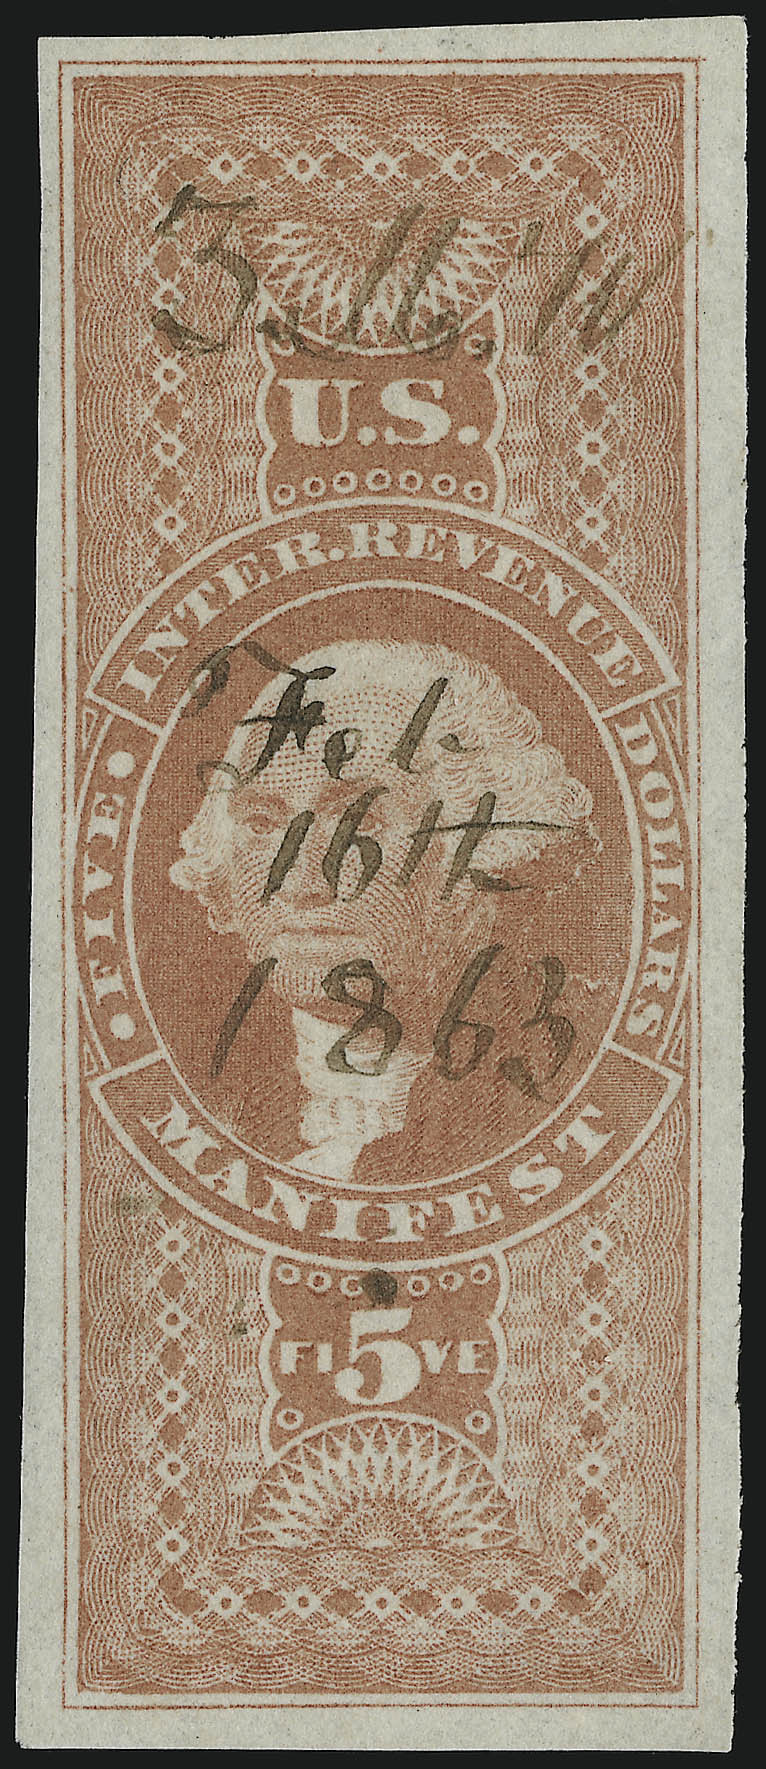 U.S.
INTER. REVENUE
FIVE
DOLLARS
Feb.
16th
1863
MANIFEST
FI 5 VE